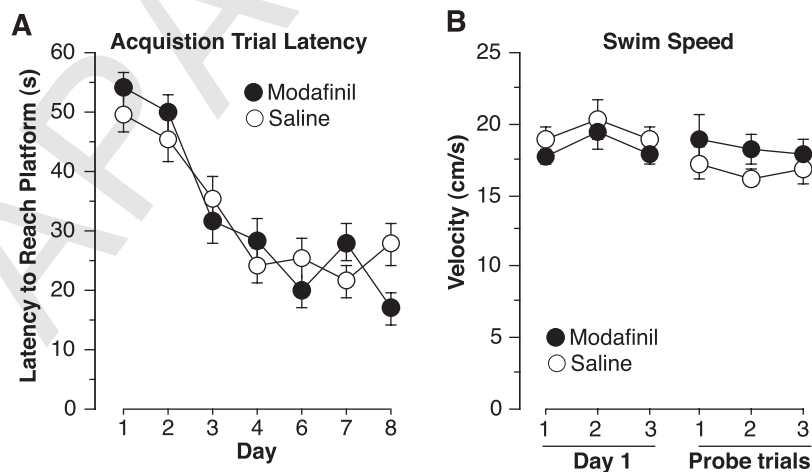 A
Acquistion Trial Latency
Latency to Reach Platform (s)
60
50
40
30
20
10
0
Modafinil
Saline
1 2 3 4 6 7 8
Day
B
Swim Speed
Velocity (cm/s)
25
20
15
10
5
0
Modafinil
Saline
1 2 3 1 2 3
Day 1 Probe trials
APA